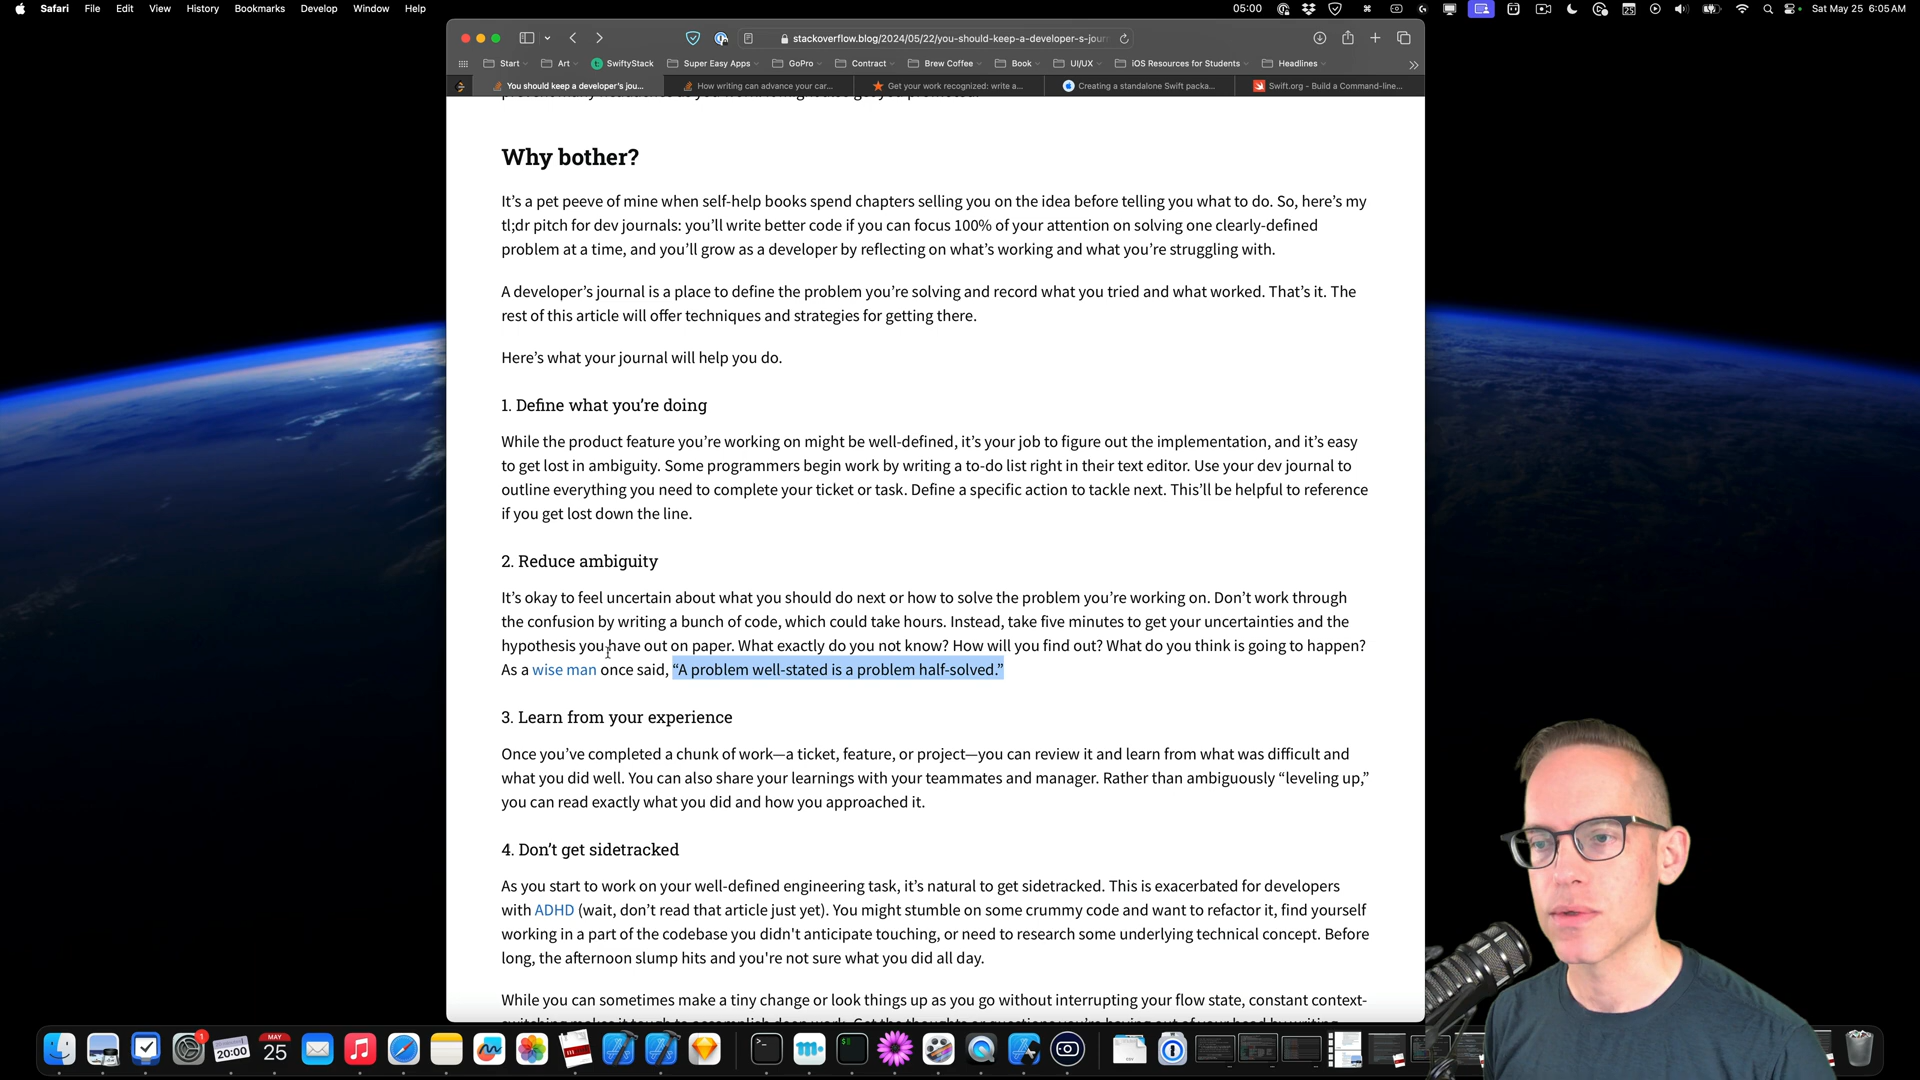 Safari File Edit View History Bookmarks Develop Window Help
05:00
Sat May 25 6:05 AM
stackoverflow.blog/2024/05/22/you-should-keep-a-developer-s-jour
Start
Art
SwiftyStack
Super Easy Apps
GoPro
Contract
Brew Coffee
Book
UI/UX
iOS Resources for Students
Headlines
You should keep a developer’s jou...
How writing can advance your car...
Get your work recognized: write a...
Creating a standalone Swift packa...
Swift.org - Build a Command-line...
Why bother?
It’s a pet peeve of mine when self-help books spend chapters selling you on the idea before telling you what to do. So, here’s my
tl;dr pitch for dev journals: you’ll write better code if you can focus 100% of your attention on solving one clearly-defined
problem at a time, and you’ll grow as a developer by reflecting on what’s working and what you’re struggling with.
A developer’s journal is a place to define the problem you’re solving and record what you tried and what worked. That’s it. The
rest of this article will offer techniques and strategies for getting there.
Here’s what your journal will help you do.
1. Define what you’re doing
While the product feature you’re working on might be well-defined, it’s your job to figure out the implementation, and it’s easy
to get lost in ambiguity. Some programmers begin work by writing a to-do list right in their text editor. Use your dev journal to
outline everything you need to complete your ticket or task. Define a specific action to tackle next. This’ll be helpful to reference
if you get lost down the line.
2. Reduce ambiguity
It’s okay to feel uncertain about what you should do next or how to solve the problem you’re working on. Don’t work through
the confusion by writing a bunch of code, which could take hours. Instead, take five minutes to get your uncertainties and the
hypothesis you have out on paper. What exactly do you not know? How will you find out? What do you think is going to happen?
As a wise man once said, “A problem well-stated is a problem half-solved.”
3. Learn from your experience
Once you’ve completed a chunk of work—a ticket, feature, or project—you can review it and learn from what was difficult and
what you did well. You can also share your learnings with your teammates and manager. Rather than ambiguously “leveling up,”
you can read exactly what you did and how you approached it.
4. Don’t get sidetracked
As you start to work on your well-defined engineering task, it’s natural to get sidetracked. This is exacerbated for developers
with ADHD (wait, don’t read that article just yet). You might stumble on some crummy code and want to refactor it, find yourself
working in a part of the codebase you didn't anticipate touching, or need to research some underlying technical concept. Before
long, the afternoon slump hits and you're not sure what you did all day.
While you can sometimes make a tiny change or look things up as you go without interrupting your flow state, constant context-
1
20:00
MAY
25